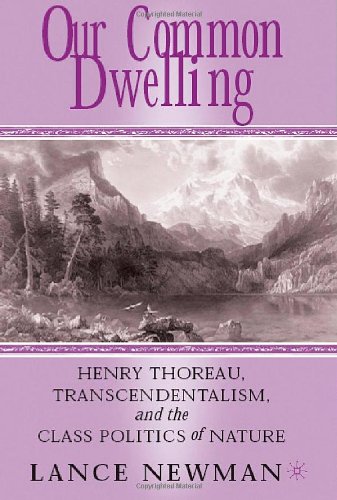 Our Common
Dwelling
HENRY THOREAU,
TRANSCENDENTALISM,
and the
CLASS POLITICS of NATURE
LANCE NEWMAN